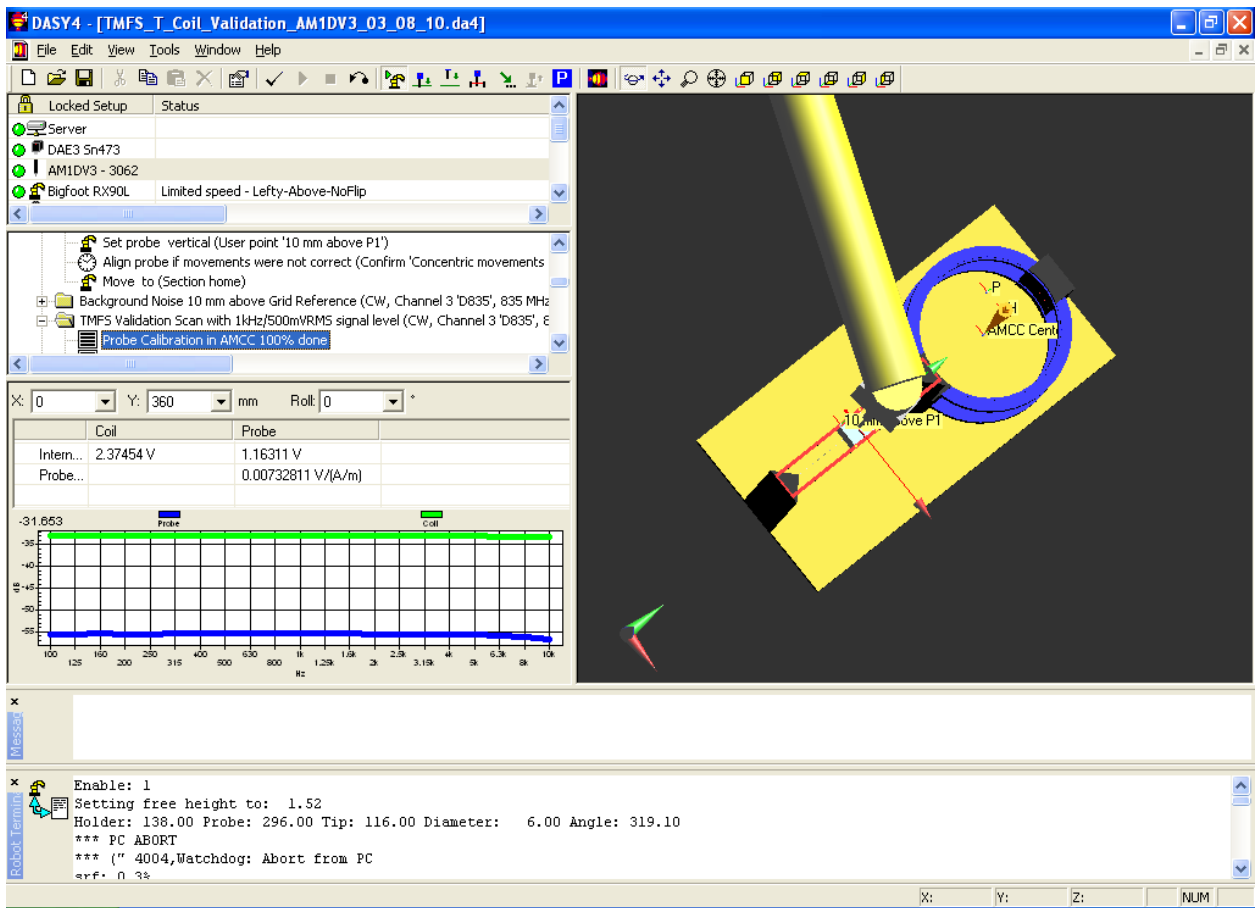 DASY4 - [TMFS_T_Coil_Validation_AM1DV3_03_08_10.da4]
File Edit View Tools Window Help
Locked Setup Status
Server
DAE3 Sn473
AM1DV3 - 3062
Bigfoot RX90L Limited speed - Lefty-Above-NoFlip
Set probe vertical (User point '10 mm above P1')
Align probe if movements were not correct (Confirm 'Concentric movements
Move to (Section home)
Background Noise 10 mm above Grid Reference (CW, Channel 3 'D835', 835 MHz
TMFS Validation Scan with 1kHz/500mVRMS signal level (CW, Channel 3 'D835', 8
Probe Calibration in AMCC 100% done
X: 0 Y: 360 mm Roll: 0 °
Coil Probe
Intern... 2.37454 V 1.16311 V
Probe... 0.00732811 V/(A/m)
-31.653
Probe Coil
-35
-40
-45
-50
-55
dB
100 160 250 400 630 1k 1.6k 2.5k 4k 6.3k 10k
125 200 315 500 800 1.25k 2k 3.15k 5k 8k
Hz
P
H
AMCC Cent
10 mm above P1
Messag
Robot Termin
Enable: 1
Setting free height to: 1.52
Holder: 138.00 Probe: 296.00 Tip: 116.00 Diameter: 6.00 Angle: 319.10
*** PC ABORT
*** (" 4004,Watchdog: Abort from PC
srf: 0.3%
X: Y: Z: NUM